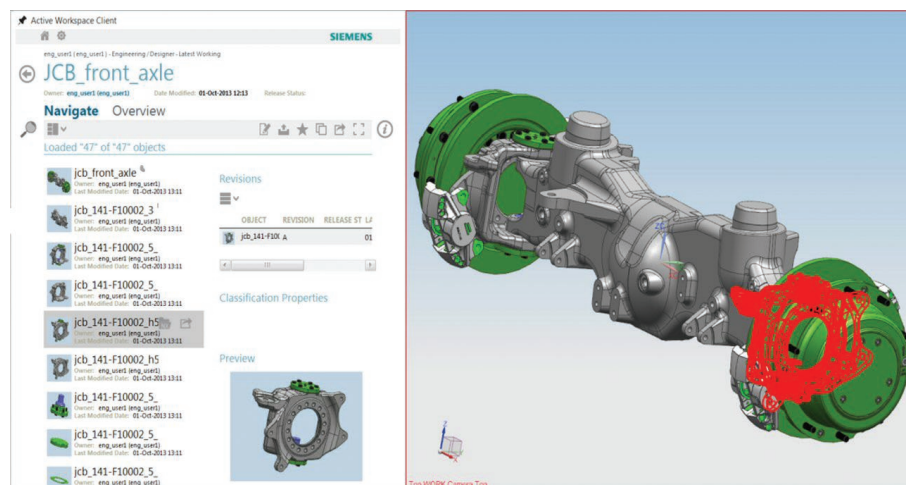 Active Workspace Client
SIEMENS
eng_user1 ( eng_user1 ) - Engineering / Designer - Latest Working
JCB_front_axle
Owner: eng_user1 (eng_user1) Date Modified: 01-Oct-2013 12:13 Release Status:
Navigate Overview
Loaded "47" of "47" objects
jcb_front_axle
Owner: eng_user1 (eng_user1)
Last Modified Date: 01-Oct-2013 13:11
jcb_141-F10002_3
Owner: eng_user1 (eng_user1)
Last Modified Date: 01-Oct-2013 13:11
jcb_141-F10002_5_
Owner: eng_user1 (eng_user1)
Last Modified Date: 01-Oct-2013 13:11
jcb_141-F10002_5_
Owner: eng_user1 (eng_user1)
Last Modified Date: 01-Oct-2013 13:11
jcb_141-F10002_h5
Owner: eng_user1 (eng_user1)
Last Modified Date: 01-Oct-2013 13:11
jcb_141-F10002_h5
Owner: eng_user1 (eng_user1)
Last Modified Date: 01-Oct-2013 13:11
jcb_141-F10002_5_
Owner: eng_user1 (eng_user1)
Last Modified Date: 01-Oct-2013 13:11
jcb_141-F10002_5_
Owner: eng_user1 (eng_user1)
Last Modified Date: 01-Oct-2013 13:11
jcb_141-F10002_5_
Owner: eng_user1 (eng_user1)
Revisions
OBJECT REVISION RELEASE ST LA
jcb_141-F10( A 01
Classification Properties
Preview
WORK Camera